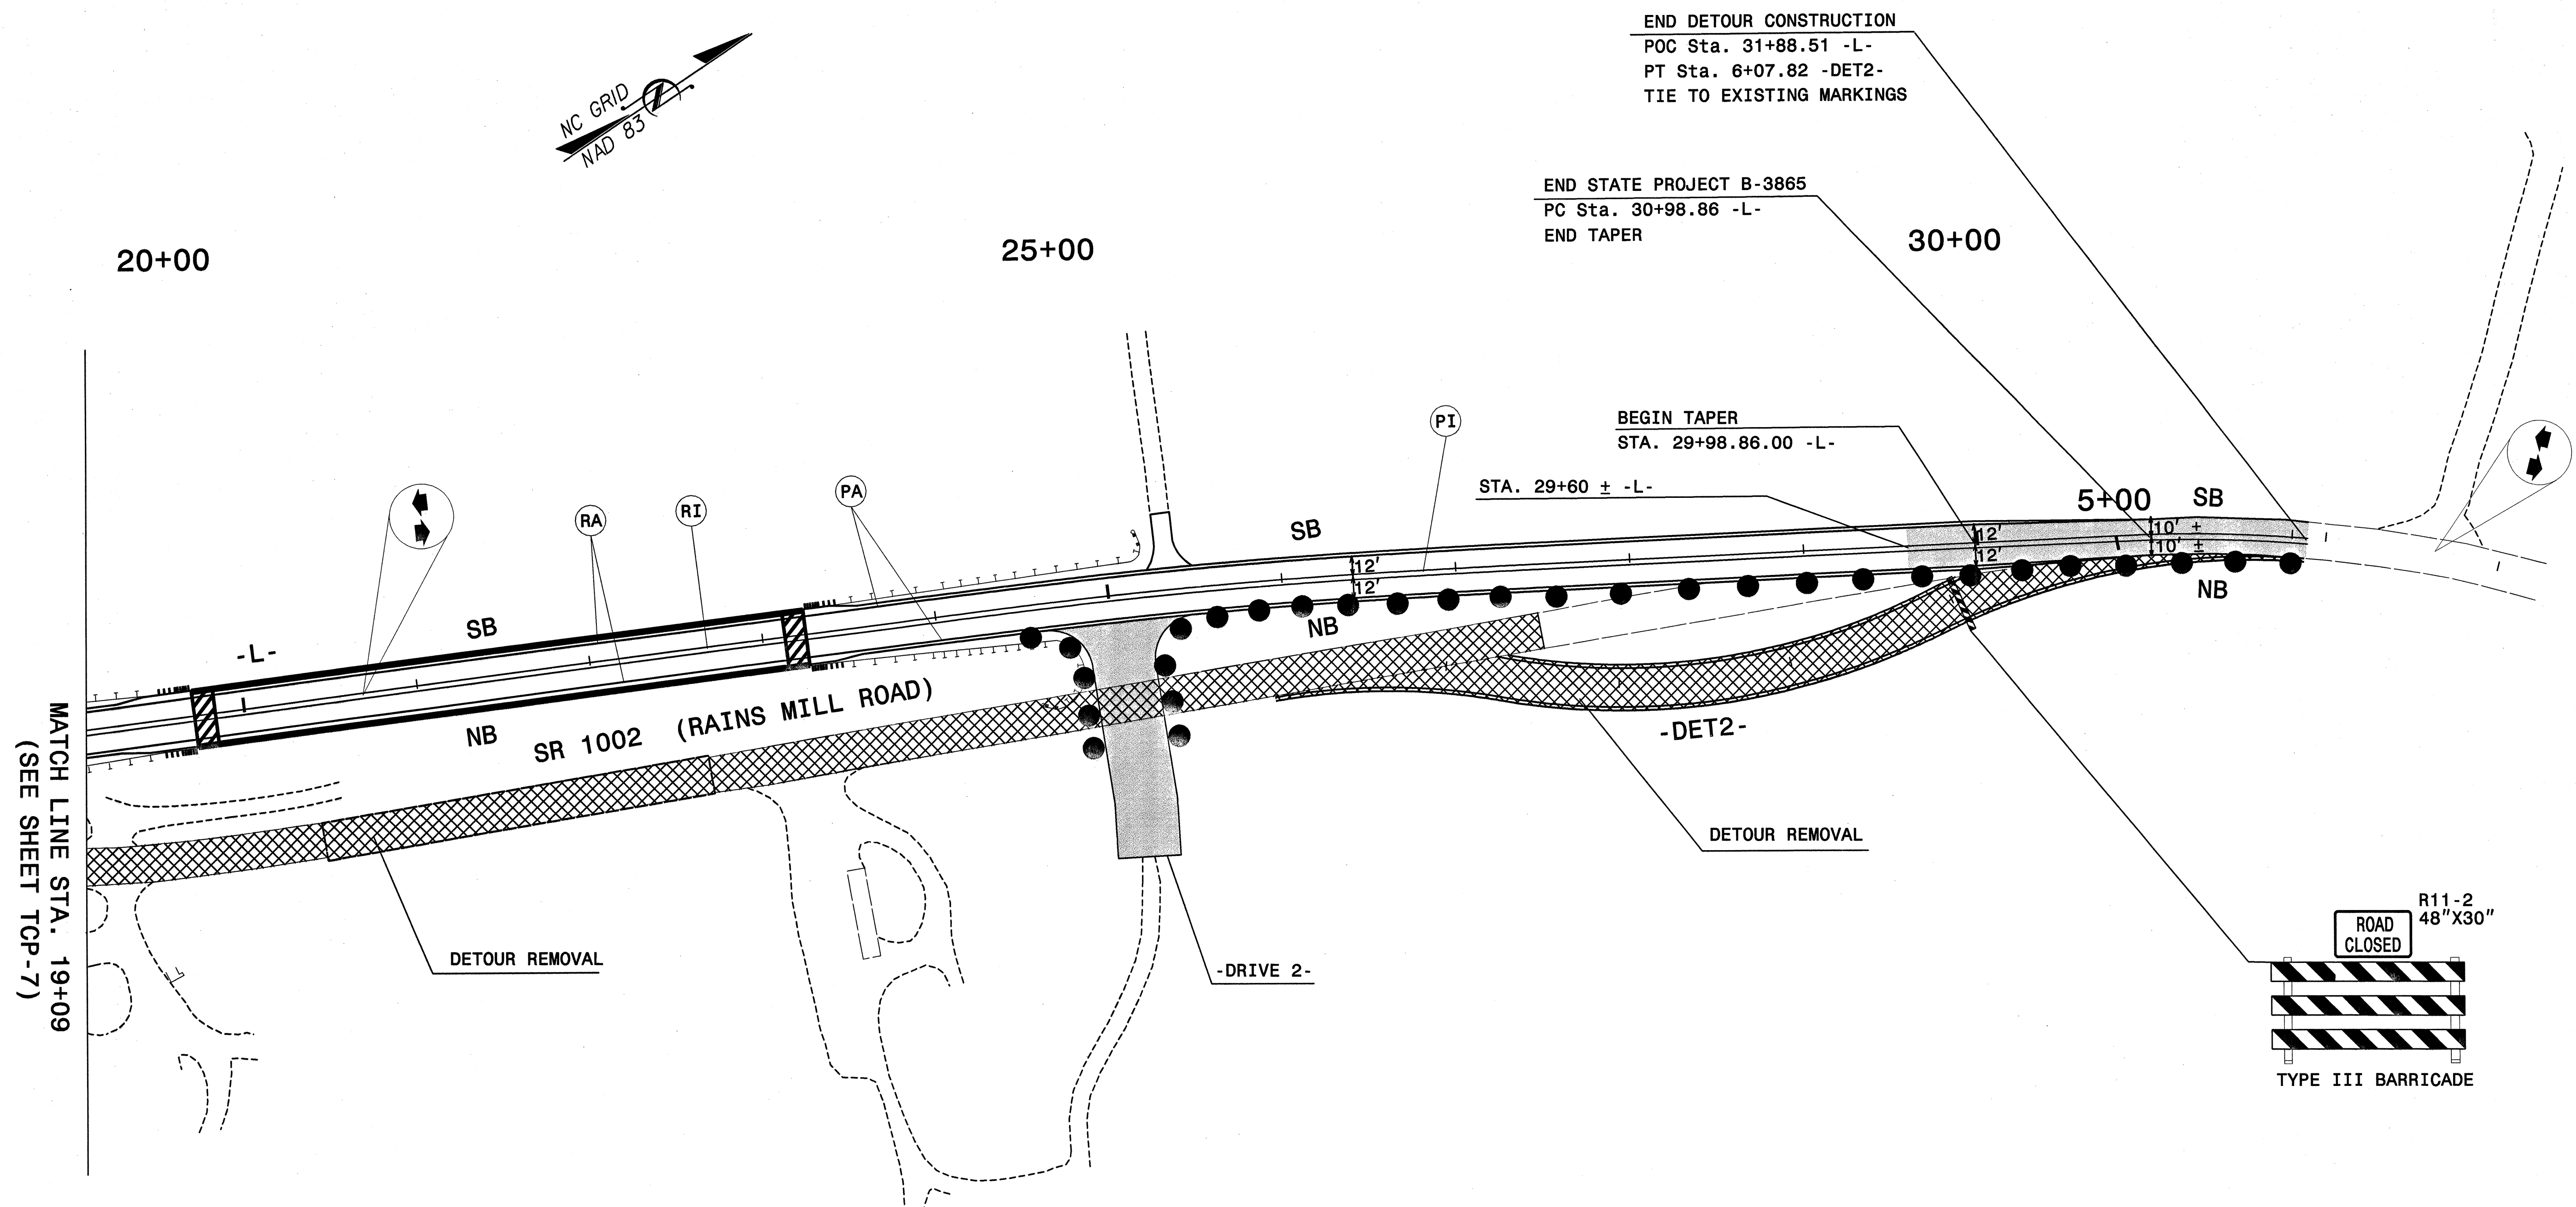 END DETOUR CONSTRUCTION
POC Sta. 31+88.51 -L-
PT Sta. 6+07.82 -DET2-
TIE TO EXISTING MARKINGS
NC GRID
NAD 83
END STATE PROJECT B-3865
PC Sta. 30+98.86 -L-
END TAPER
20+00
25+00
30+00
BEGIN TAPER
STA. 29+98.86.00 -L-
STA. 29+60 ± -L-
PI
PA
RI
RA
5+00
SB
10' ±
10' ±
12'
12'
NB
SB
12'
12'
NB
SB
-L-
NB
SR 1002 (RAINS MILL ROAD)
-DET2-
DETOUR REMOVAL
DETOUR REMOVAL
-DRIVE 2-
MATCH LINE STA. 19+09
(SEE SHEET TCP-7)
R11-2
48"X30"
ROAD
CLOSED
TYPE III BARRICADE